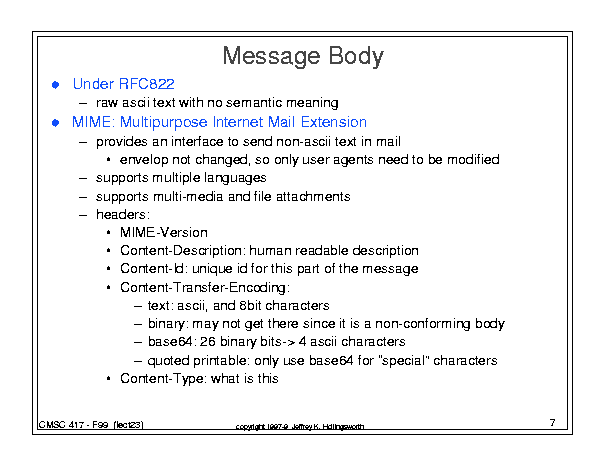 Message Body
● Under RFC822
– raw ascii text with no semantic meaning
● MIME: Multipurpose Internet Mail Extension
– provides an interface to send non-ascii text in mail
• envelop not changed, so only user agents need to be modified
– supports multiple languages
– supports multi-media and file attachments
– headers:
• MIME-Version
• Content-Description: human readable description
• Content-Id: unique id for this part of the message
• Content-Transfer-Encoding:
– text: ascii, and 8bit characters
– binary: may not get there since it is a non-conforming body
– base64: 26 binary bits-> 4 ascii characters
– quoted printable: only use base64 for "special" characters
• Content-Type: what is this
CMSC 417 - F99 (lect23)
copyright 1997-9 Jeffrey K. Hollingsworth
7